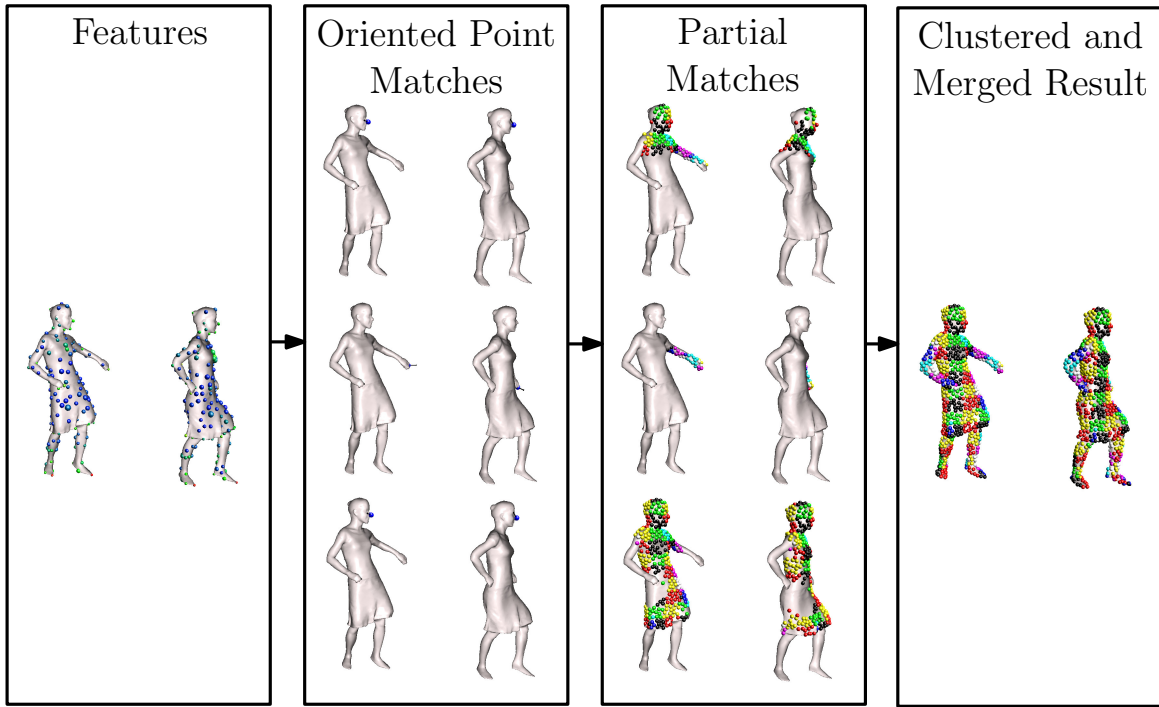 Features
Oriented Point
Matches
Partial
Matches
Clustered and
Merged Result